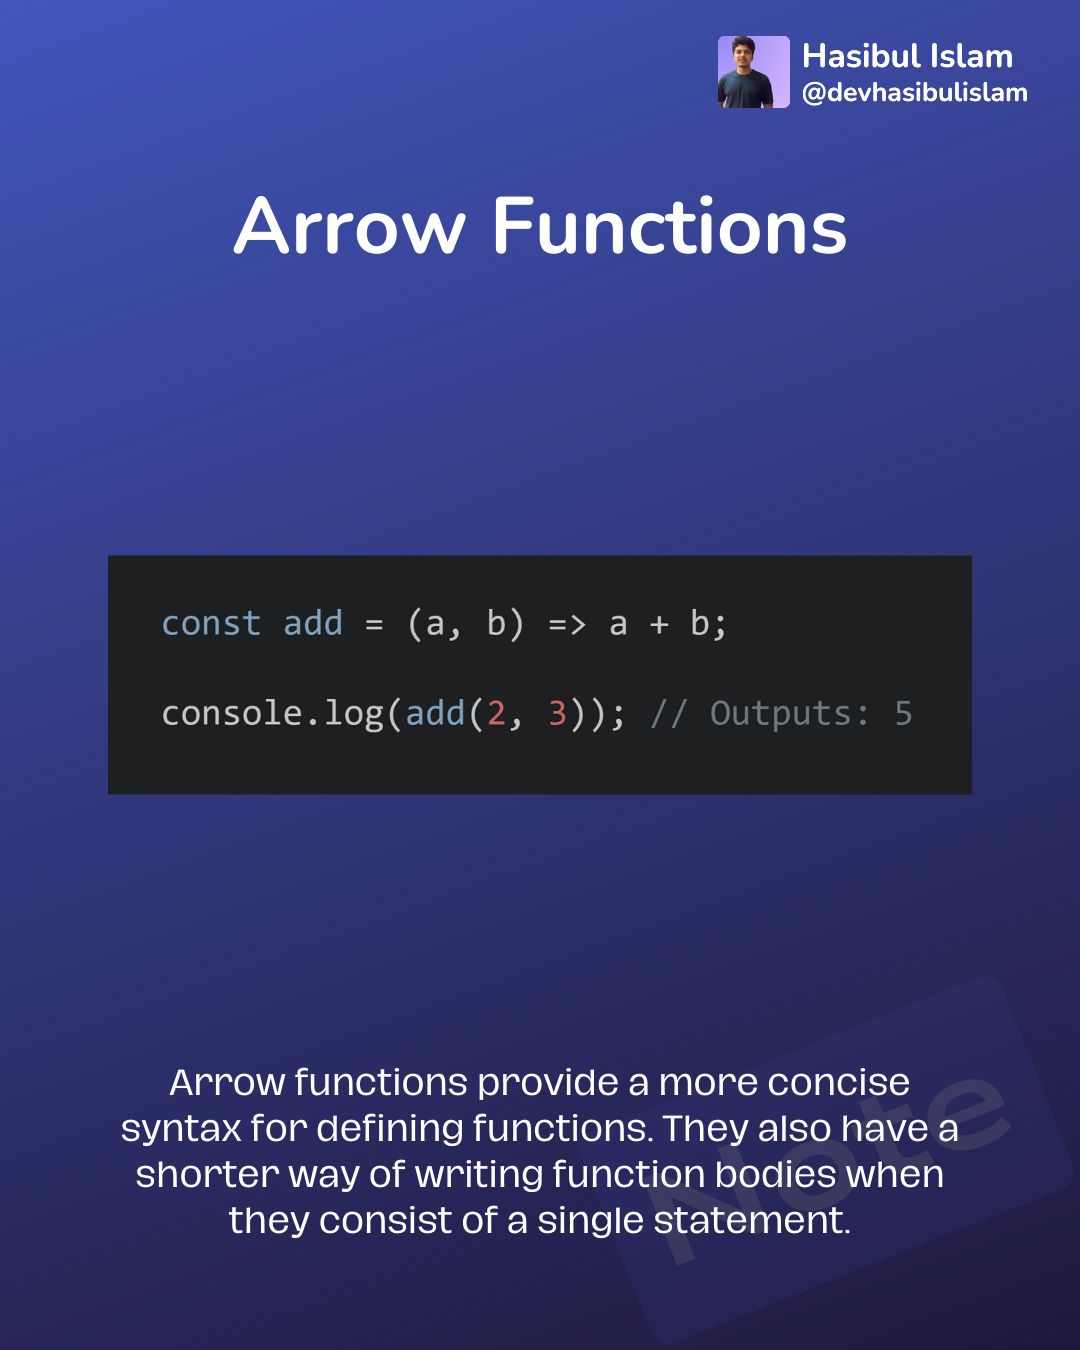 Hasibul Islam
@devhasibulislam
Arrow Functions
const add = (a, b) => a + b;
console.log(add(2, 3)); // Outputs: 5
Arrow functions provide a more concise
syntax for defining functions. They also have a
shorter way of writing function bodies when
they consist of a single statement.
Note